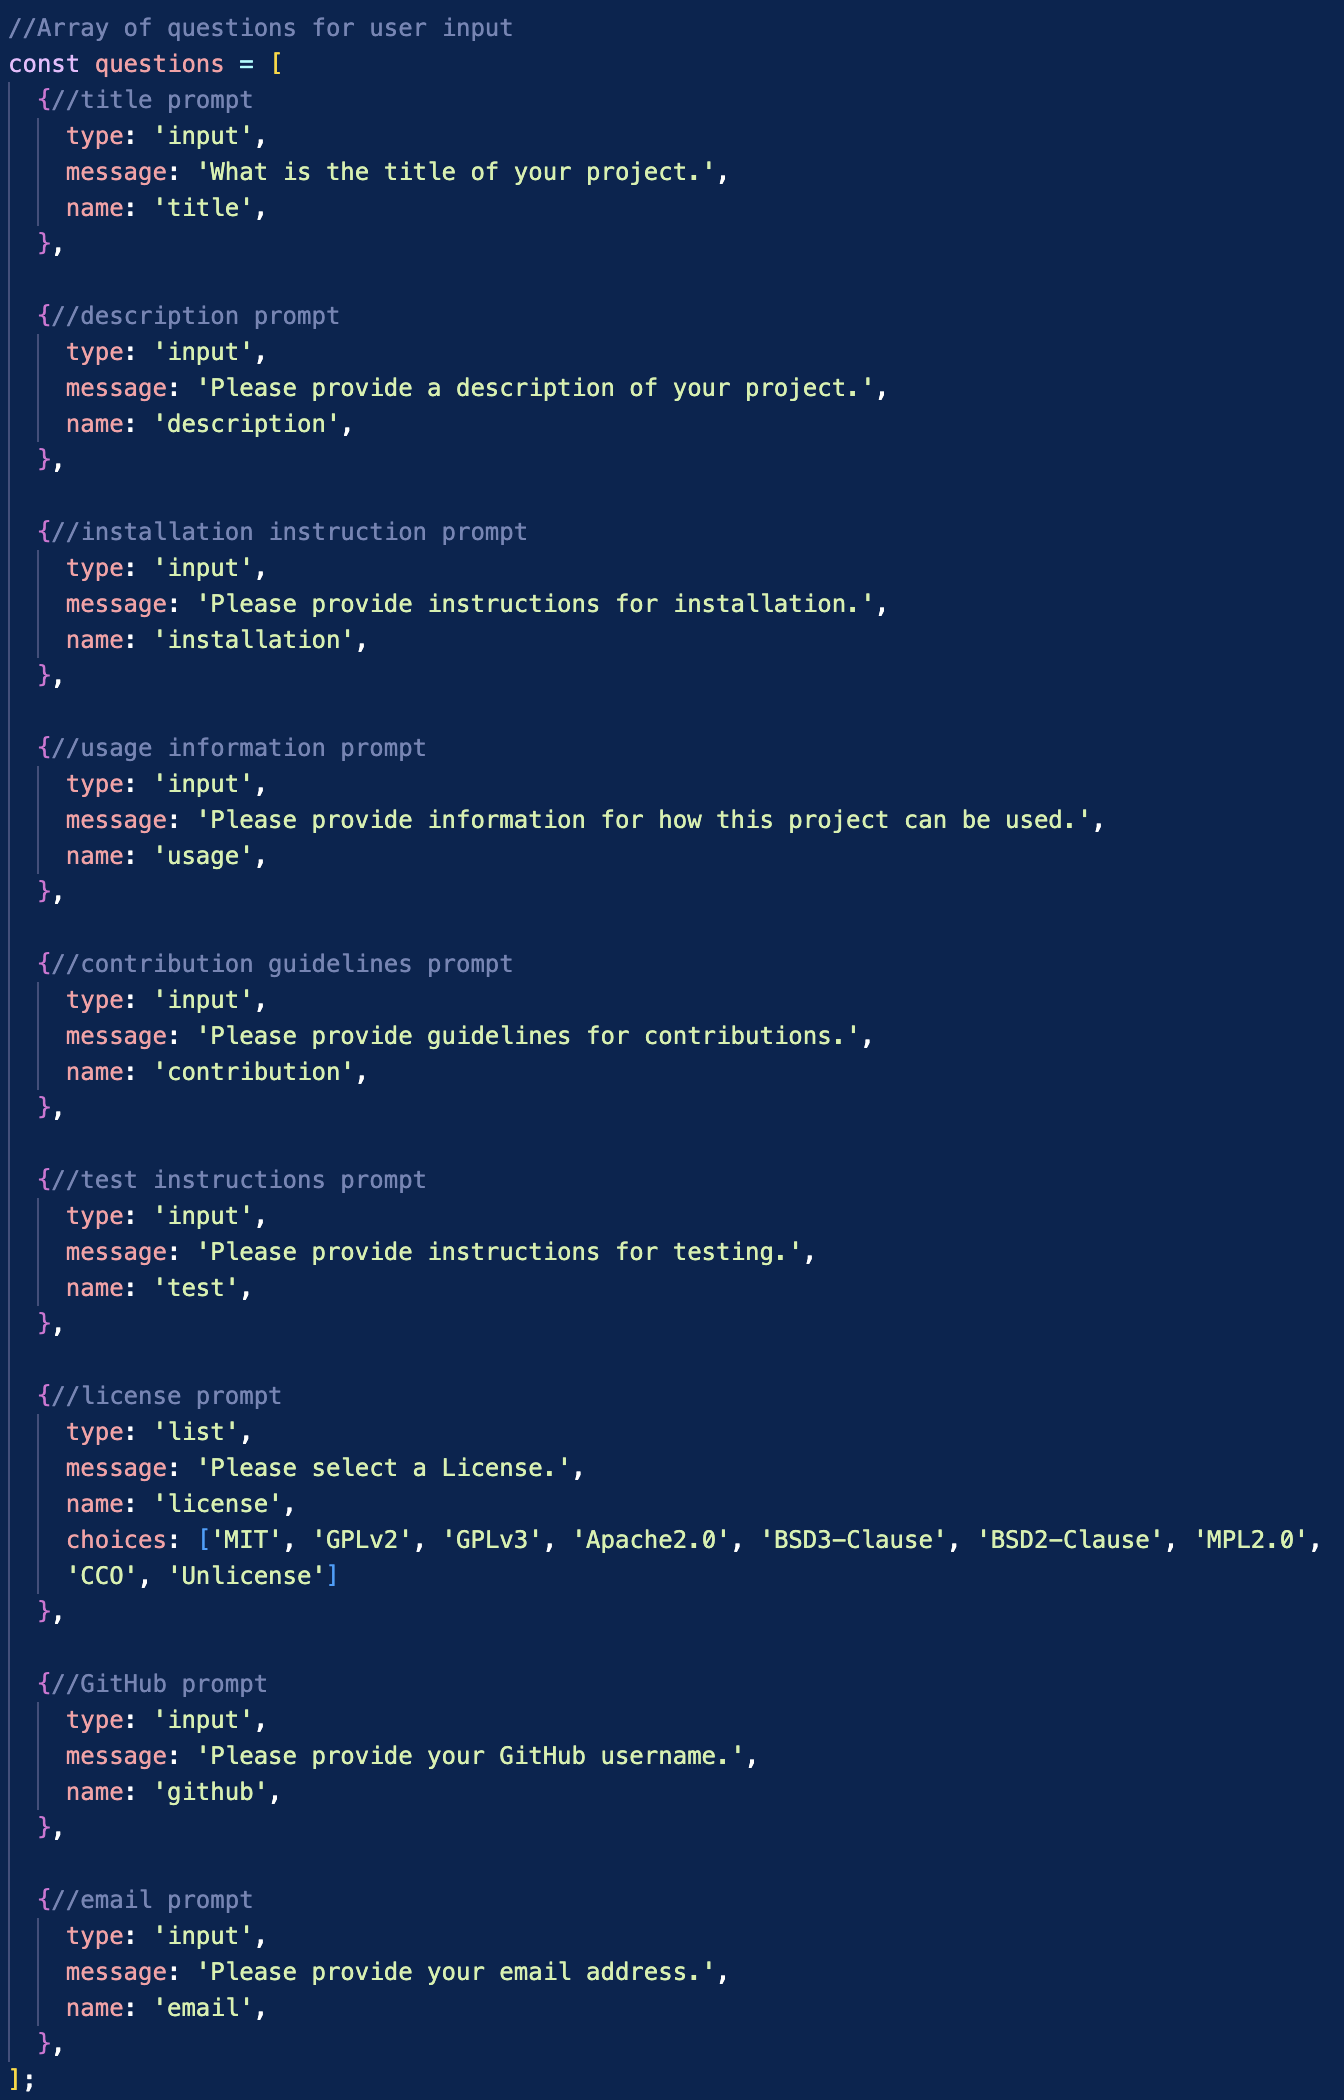 //Array of questions for user input
const questions = [
  {//title prompt
    type: 'input',
    message: 'What is the title of your project.',
    name: 'title',
  },

  {//description prompt
    type: 'input',
    message: 'Please provide a description of your project.',
    name: 'description',
  },

  {//installation instruction prompt
    type: 'input',
    message: 'Please provide instructions for installation.',
    name: 'installation',
  },

  {//usage information prompt
    type: 'input',
    message: 'Please provide information for how this project can be used.',
    name: 'usage',
  },

  {//contribution guidelines prompt
    type: 'input',
    message: 'Please provide guidelines for contributions.',
    name: 'contribution',
  },

  {//test instructions prompt
    type: 'input',
    message: 'Please provide instructions for testing.',
    name: 'test',
  },

  {//license prompt
    type: 'list',
    message: 'Please select a License.',
    name: 'license',
    choices: ['MIT', 'GPLv2', 'GPLv3', 'Apache2.0', 'BSD3-Clause', 'BSD2-Clause', 'MPL2.0',
    'CCO', 'Unlicense']
  },

  {//GitHub prompt
    type: 'input',
    message: 'Please provide your GitHub username.',
    name: 'github',
  },

  {//email prompt
    type: 'input',
    message: 'Please provide your email address.',
    name: 'email',
  },
];